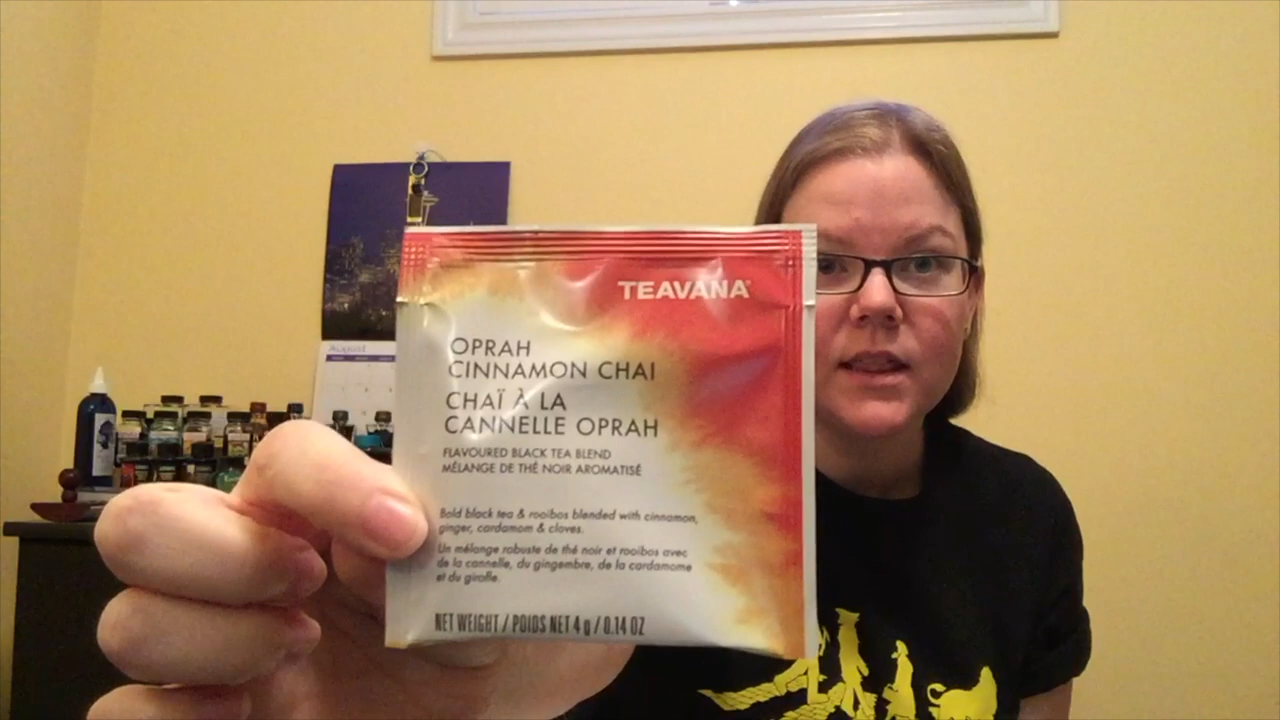 August
TEAVANA
OPRAH
CINNAMON CHAI
CHAÏ À LA
CANNELLE OPRAH
FLAVOURED BLACK TEA BLEND
MÉLANGE DE THÉ NOIR AROMATISÉ
Bold black tea & rooibos blended with cinnamon,
ginger, cardamom & cloves.
Un mélange robuste de thé noir et rooibos avec
de la cannelle, du gingembre, de la cardamome
et du girofle.
NET WEIGHT / POIDS NET 4 g / 0.14 OZ